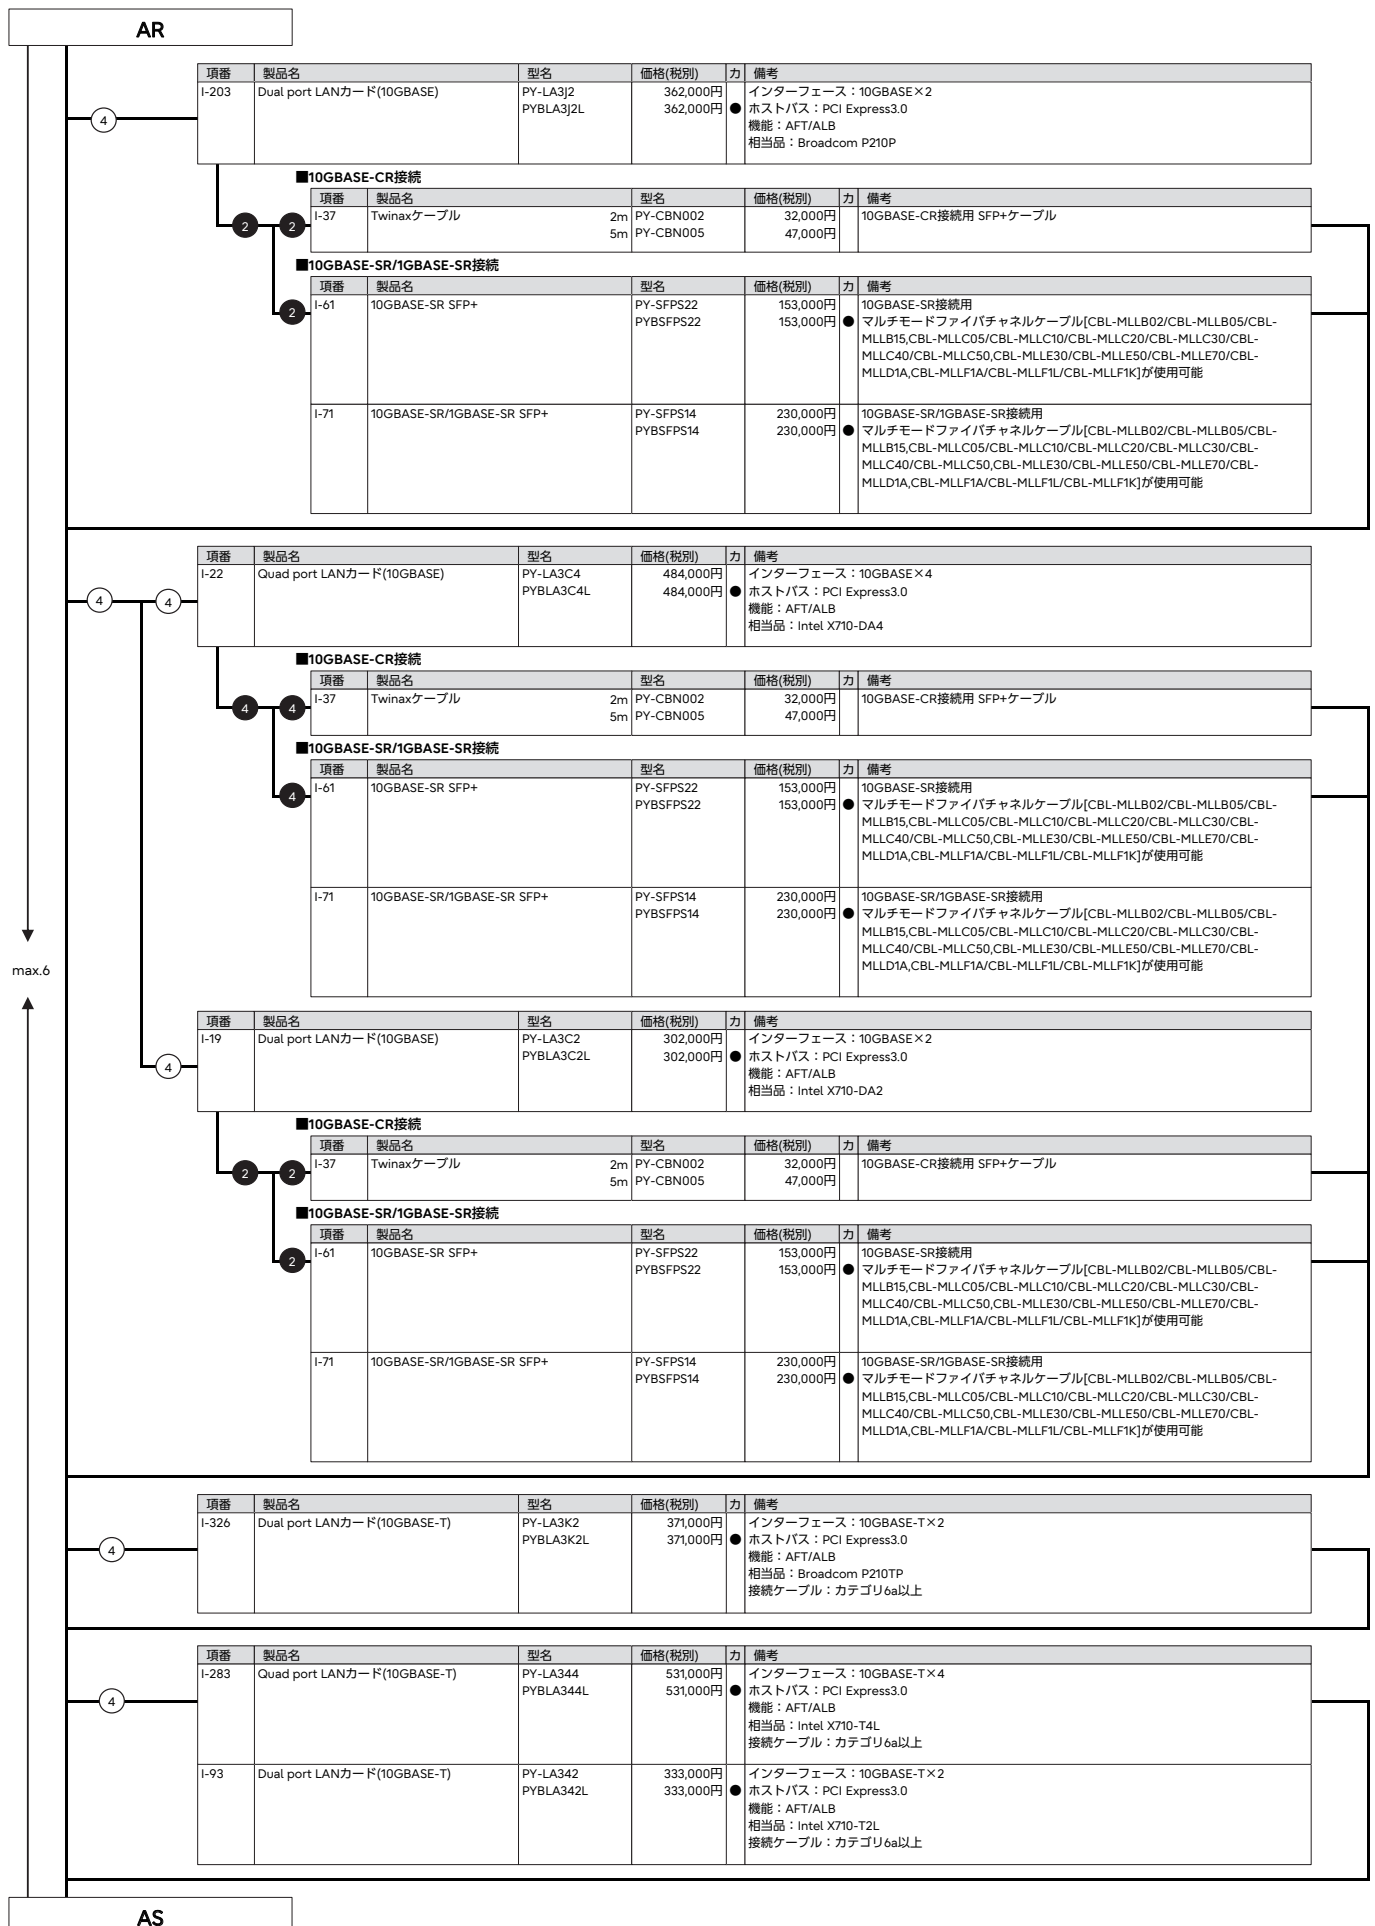 AR
項番 製品名 型名 価格(税別) カ 備考
I-203 Dual port LANカード(10GBASE) PY-LA3J2 362,000円 インターフェース：10GBASE×2
PYBLA3J2L 362,000円 ● ホストバス：PCI Express3.0
機能：AFT/ALB
相当品：Broadcom P210P
4
■10GBASE-CR接続
項番 製品名 型名 価格(税別) カ 備考
I-37 Twinaxケーブル 2m PY-CBN002 32,000円 10GBASE-CR接続用 SFP+ケーブル
2 2 5m PY-CBN005 47,000円
■10GBASE-SR/1GBASE-SR接続
項番 製品名 型名 価格(税別) カ 備考
I-61 10GBASE-SR SFP+ PY-SFPS22 153,000円 10GBASE-SR接続用
2 PYBSFPS22 153,000円 ● マルチモードファイバチャネルケーブル[CBL-MLLB02/CBL-MLLB05/CBL-
MLLB15,CBL-MLLC05/CBL-MLLC10/CBL-MLLC20/CBL-MLLC30/CBL-
MLLC40/CBL-MLLC50,CBL-MLLE30/CBL-MLLE50/CBL-MLLE70/CBL-
MLLD1A,CBL-MLLF1A/CBL-MLLF1L/CBL-MLLF1K]が使用可能
I-71 10GBASE-SR/1GBASE-SR SFP+ PY-SFPS14 230,000円 10GBASE-SR/1GBASE-SR接続用
PYBSFPS14 230,000円 ● マルチモードファイバチャネルケーブル[CBL-MLLB02/CBL-MLLB05/CBL-
MLLB15,CBL-MLLC05/CBL-MLLC10/CBL-MLLC20/CBL-MLLC30/CBL-
MLLC40/CBL-MLLC50,CBL-MLLE30/CBL-MLLE50/CBL-MLLE70/CBL-
MLLD1A,CBL-MLLF1A/CBL-MLLF1L/CBL-MLLF1K]が使用可能
項番 製品名 型名 価格(税別) カ 備考
I-22 Quad port LANカード(10GBASE) PY-LA3C4 484,000円 インターフェース：10GBASE×4
4 4 PYBLA3C4L 484,000円 ● ホストバス：PCI Express3.0
機能：AFT/ALB
相当品：Intel X710-DA4
■10GBASE-CR接続
項番 製品名 型名 価格(税別) カ 備考
I-37 Twinaxケーブル 2m PY-CBN002 32,000円 10GBASE-CR接続用 SFP+ケーブル
4 4 5m PY-CBN005 47,000円
■10GBASE-SR/1GBASE-SR接続
項番 製品名 型名 価格(税別) カ 備考
I-61 10GBASE-SR SFP+ PY-SFPS22 153,000円 10GBASE-SR接続用
4 PYBSFPS22 153,000円 ● マルチモードファイバチャネルケーブル[CBL-MLLB02/CBL-MLLB05/CBL-
MLLB15,CBL-MLLC05/CBL-MLLC10/CBL-MLLC20/CBL-MLLC30/CBL-
MLLC40/CBL-MLLC50,CBL-MLLE30/CBL-MLLE50/CBL-MLLE70/CBL-
MLLD1A,CBL-MLLF1A/CBL-MLLF1L/CBL-MLLF1K]が使用可能
I-71 10GBASE-SR/1GBASE-SR SFP+ PY-SFPS14 230,000円 10GBASE-SR/1GBASE-SR接続用
PYBSFPS14 230,000円 ● マルチモードファイバチャネルケーブル[CBL-MLLB02/CBL-MLLB05/CBL-
MLLB15,CBL-MLLC05/CBL-MLLC10/CBL-MLLC20/CBL-MLLC30/CBL-
MLLC40/CBL-MLLC50,CBL-MLLE30/CBL-MLLE50/CBL-MLLE70/CBL-
MLLD1A,CBL-MLLF1A/CBL-MLLF1L/CBL-MLLF1K]が使用可能
max.6
項番 製品名 型名 価格(税別) カ 備考
I-19 Dual port LANカード(10GBASE) PY-LA3C2 302,000円 インターフェース：10GBASE×2
4 PYBLA3C2L 302,000円 ● ホストバス：PCI Express3.0
機能：AFT/ALB
相当品：Intel X710-DA2
■10GBASE-CR接続
項番 製品名 型名 価格(税別) カ 備考
I-37 Twinaxケーブル 2m PY-CBN002 32,000円 10GBASE-CR接続用 SFP+ケーブル
2 2 5m PY-CBN005 47,000円
■10GBASE-SR/1GBASE-SR接続
項番 製品名 型名 価格(税別) カ 備考
I-61 10GBASE-SR SFP+ PY-SFPS22 153,000円 10GBASE-SR接続用
2 PYBSFPS22 153,000円 ● マルチモードファイバチャネルケーブル[CBL-MLLB02/CBL-MLLB05/CBL-
MLLB15,CBL-MLLC05/CBL-MLLC10/CBL-MLLC20/CBL-MLLC30/CBL-
MLLC40/CBL-MLLC50,CBL-MLLE30/CBL-MLLE50/CBL-MLLE70/CBL-
MLLD1A,CBL-MLLF1A/CBL-MLLF1L/CBL-MLLF1K]が使用可能
I-71 10GBASE-SR/1GBASE-SR SFP+ PY-SFPS14 230,000円 10GBASE-SR/1GBASE-SR接続用
PYBSFPS14 230,000円 ● マルチモードファイバチャネルケーブル[CBL-MLLB02/CBL-MLLB05/CBL-
MLLB15,CBL-MLLC05/CBL-MLLC10/CBL-MLLC20/CBL-MLLC30/CBL-
MLLC40/CBL-MLLC50,CBL-MLLE30/CBL-MLLE50/CBL-MLLE70/CBL-
MLLD1A,CBL-MLLF1A/CBL-MLLF1L/CBL-MLLF1K]が使用可能
項番 製品名 型名 価格(税別) カ 備考
I-326 Dual port LANカード(10GBASE-T) PY-LA3K2 371,000円 インターフェース：10GBASE-T×2
4 PYBLA3K2L 371,000円 ● ホストバス：PCI Express3.0
機能：AFT/ALB
相当品：Broadcom P210TP
接続ケーブル：カテゴリ6a以上
項番 製品名 型名 価格(税別) カ 備考
I-283 Quad port LANカード(10GBASE-T) PY-LA344 531,000円 インターフェース：10GBASE-T×4
4 PYBLA344L 531,000円 ● ホストバス：PCI Express3.0
機能：AFT/ALB
相当品：Intel X710-T4L
接続ケーブル：カテゴリ6a以上
I-93 Dual port LANカード(10GBASE-T) PY-LA342 333,000円 インターフェース：10GBASE-T×2
PYBLA342L 333,000円 ● ホストバス：PCI Express3.0
機能：AFT/ALB
相当品：Intel X710-T2L
接続ケーブル：カテゴリ6a以上
AS